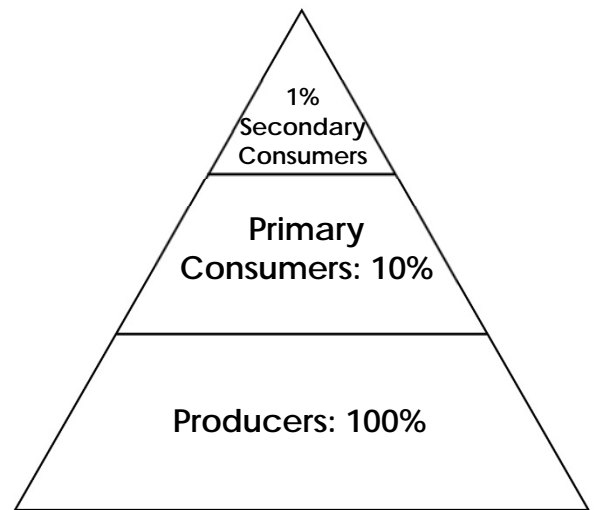 1%
Secondary
Consumers
Primary
Consumers: 10%
Producers: 100%